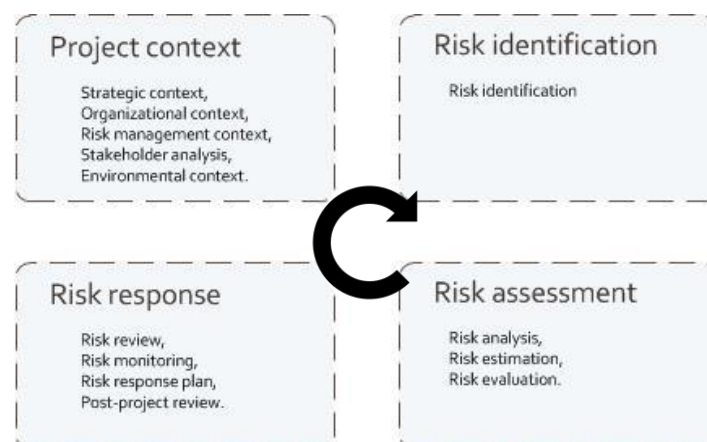 Project context
Strategic context,
Organizational context,
Risk management context,
Stakeholder analysis,
Environmental context.
Risk identification
Risk identification
Risk response
Risk review,
Risk monitoring,
Risk response plan,
Post-project review.
Risk assessment
Risk analysis,
Risk estimation,
Risk evaluation.